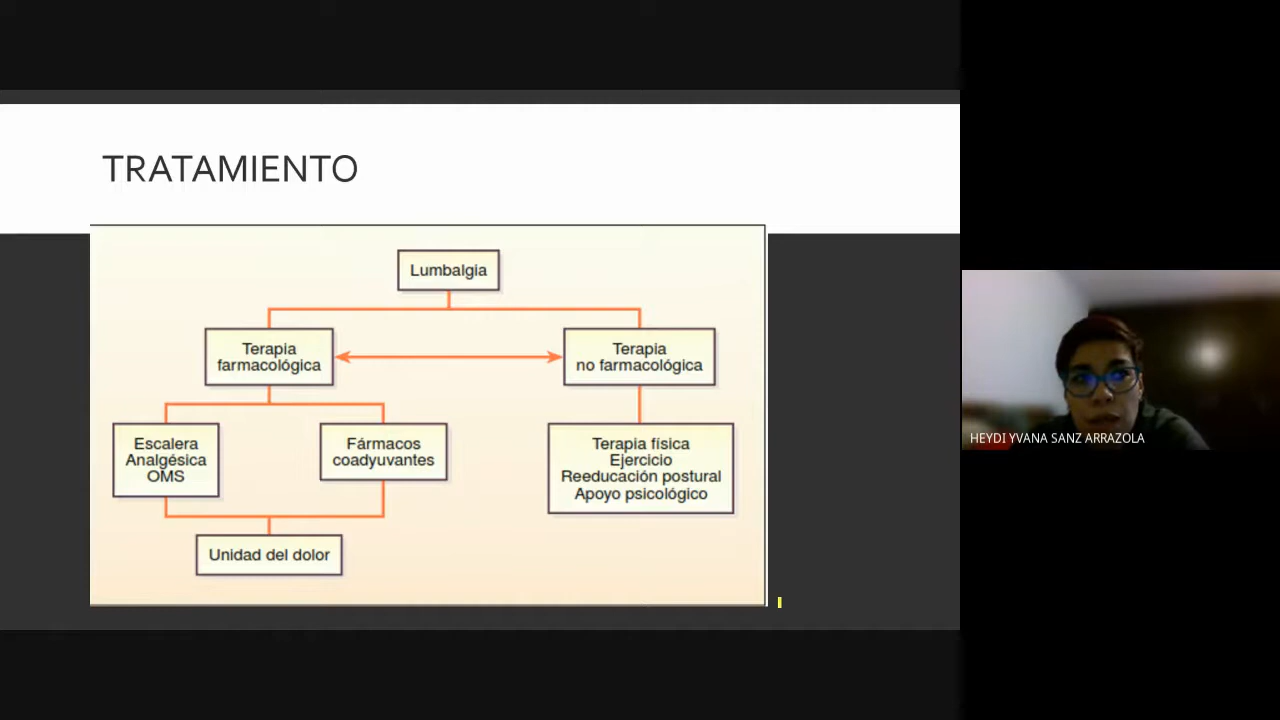 TRATAMIENTO
Lumbalgia
Terapia
farmacológica
Terapia
no farmacológica
Escalera
Analgésica
OMS
Fármacos
coadyuvantes
Terapia física
Ejercicio
Reeducación postural
Apoyo psicológico
Unidad del dolor
HEYDI YVANA SANZ ARRAZOLA